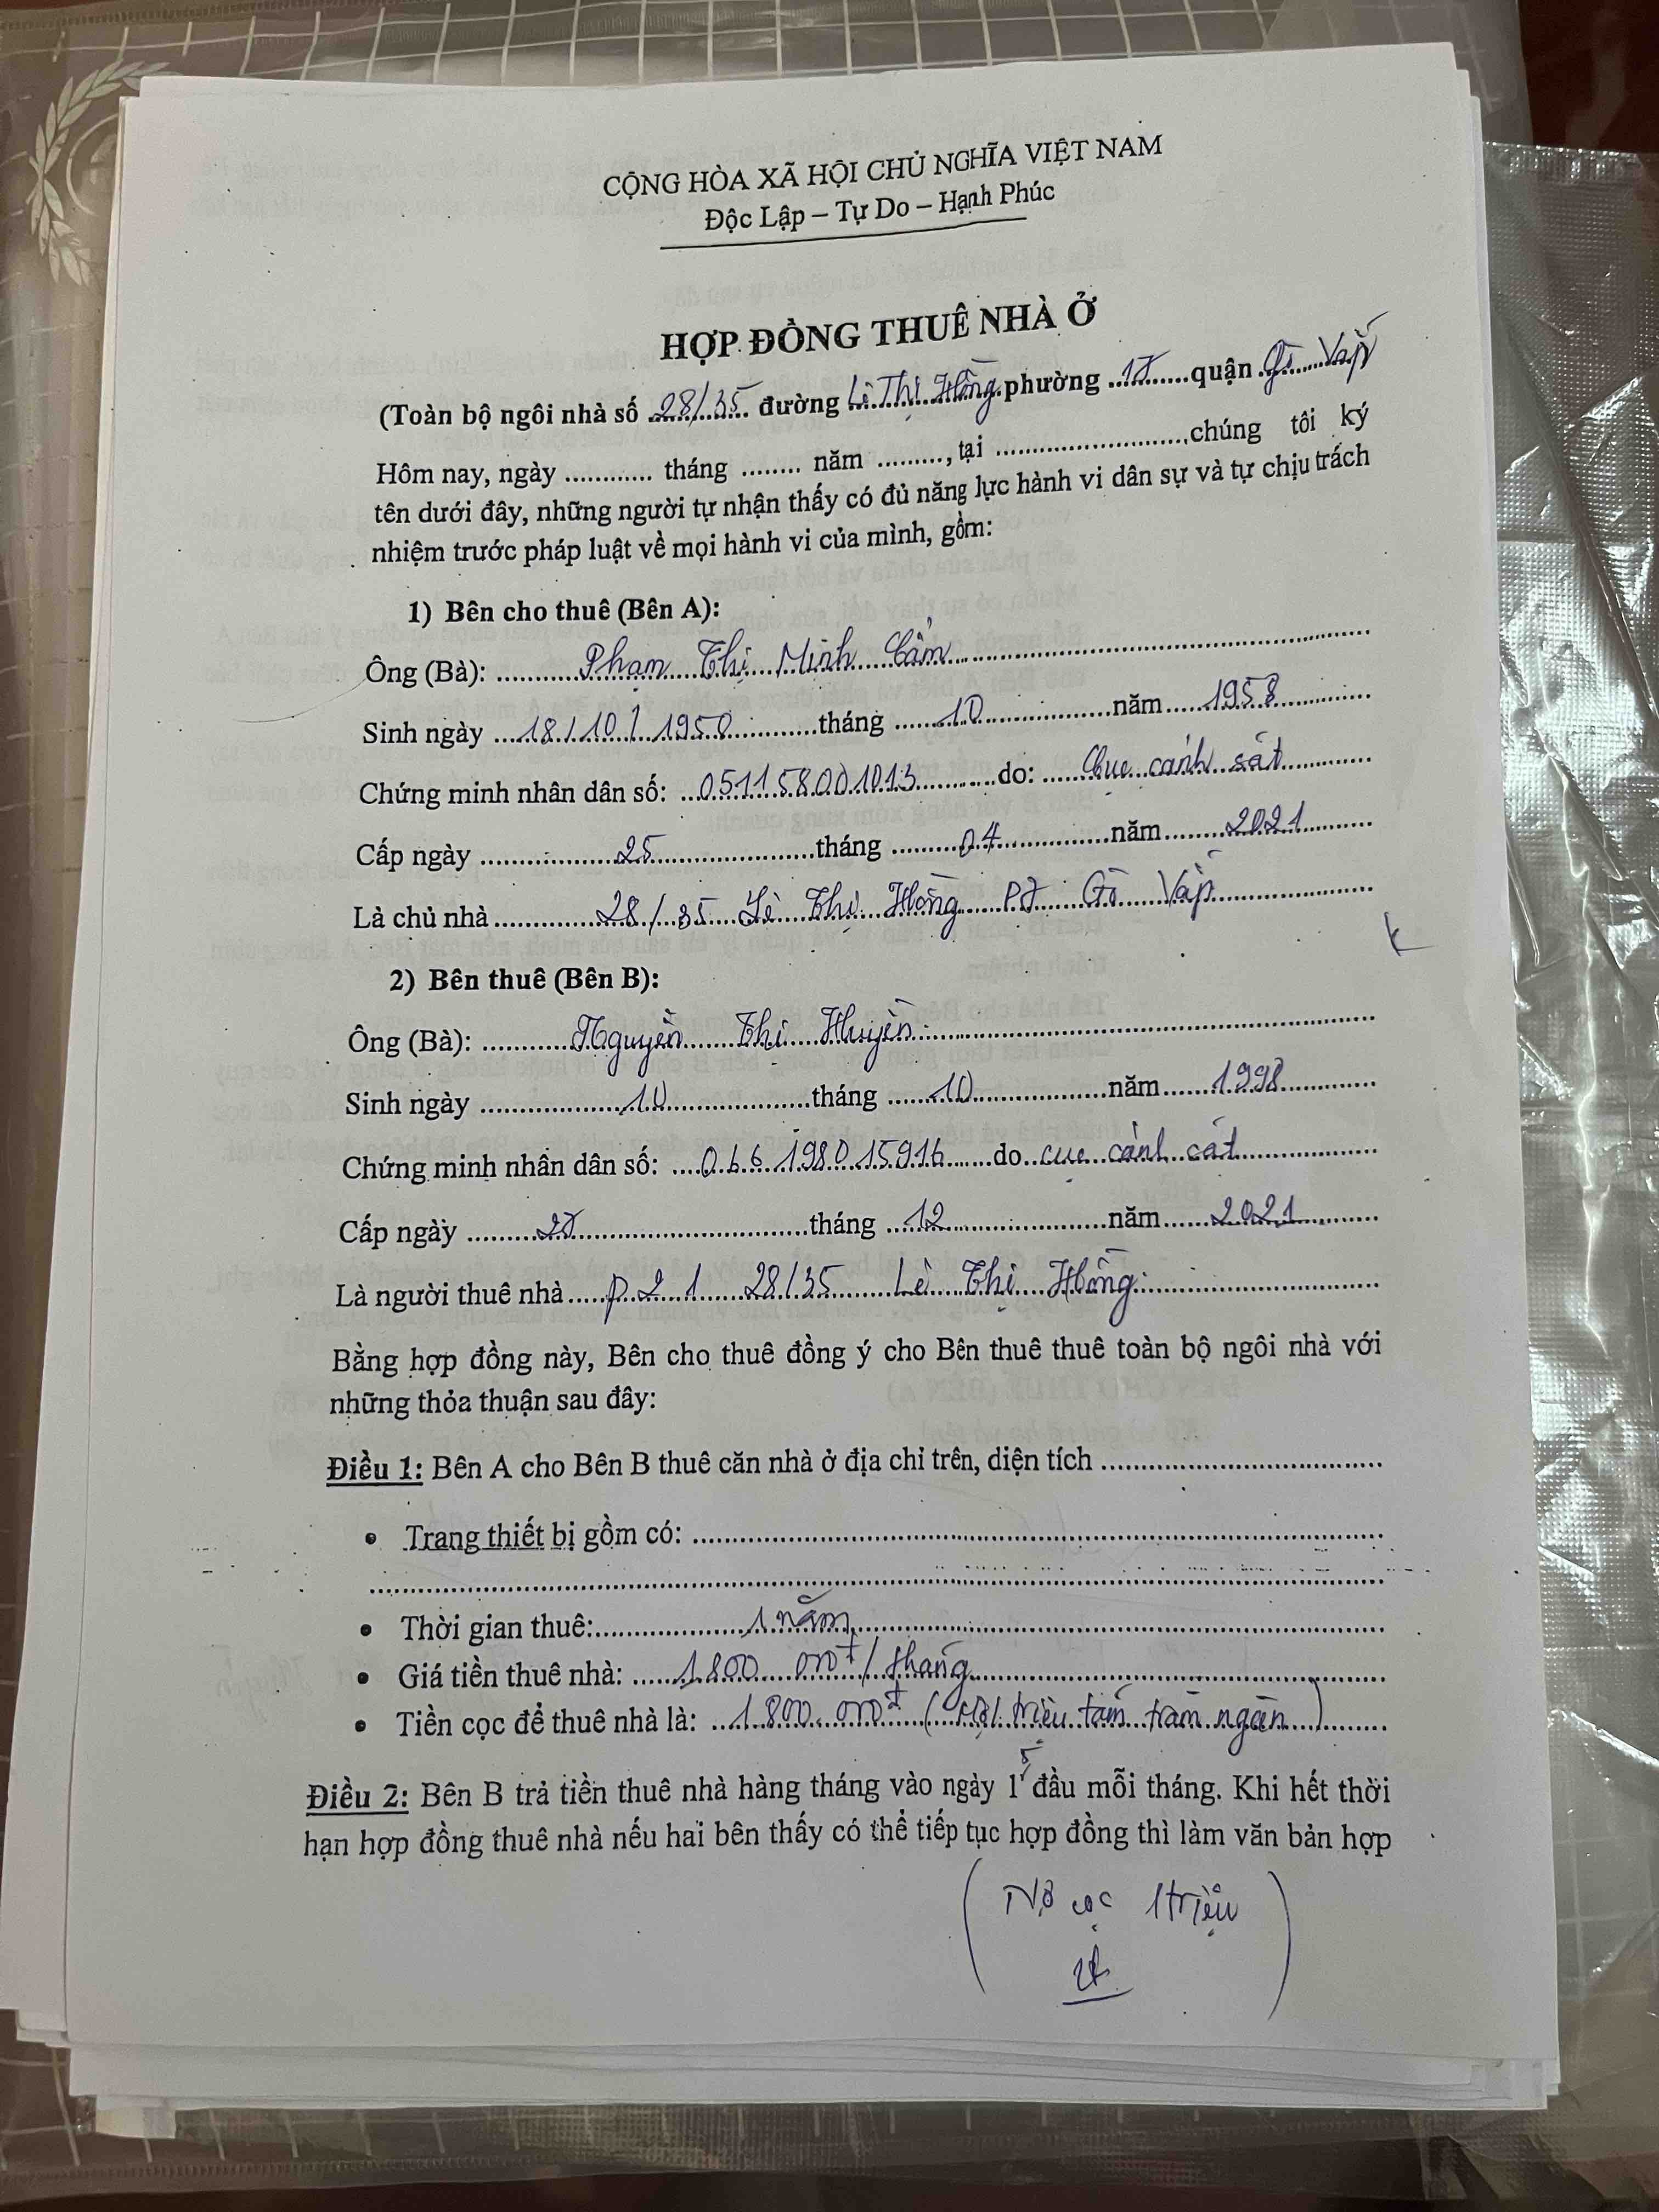 CỘNG HÒA XÃ HỘI CHỦ NGHĨA VIỆT NAM
Độc Lập – Tự Do – Hạnh Phúc
HỢP ĐỒNG THUÊ NHÀ Ở
(Toàn bộ ngôi nhà số 28/35 đường Lê Thị Hồng phường 17 quận Gò Vấp
Hôm nay, ngày ............ tháng ........ năm ........., tại .........................,chúng tôi ký
tên dưới đây, những người tự nhận thấy có đủ năng lực hành vi dân sự và tự chịu trách
nhiệm trước pháp luật về mọi hành vi của mình, gồm:
1) Bên cho thuê (Bên A):
Ông (Bà): Phạm Thị Minh Cẩm
Sinh ngày 18/10/1958 tháng 10 năm 1958
Chứng minh nhân dân số: 051158001013 do: Cục cảnh sát
Cấp ngày 25 tháng 04 năm 2021
Là chủ nhà 28/35 Lê Thị Hồng P7 Gò Vấp
2) Bên thuê (Bên B):
Ông (Bà): Nguyễn Thị Huyền
Sinh ngày 10 tháng 10 năm 1998
Chứng minh nhân dân số: 066198015916 do cục cảnh sát
Cấp ngày 27 tháng 12 năm 2021
Là người thuê nhà P21 28/35 Lê Thị Hồng
Bằng hợp đồng này, Bên cho thuê đồng ý cho Bên thuê thuê toàn bộ ngôi nhà với
những thỏa thuận sau đây:
Điều 1: Bên A cho Bên B thuê căn nhà ở địa chỉ trên, diện tích ....................
• Trang thiết bị gồm có: ....................
• Thời gian thuê: 1 năm
• Giá tiền thuê nhà: 1.800.000đ/tháng
• Tiền cọc để thuê nhà là: 1.800.000đ (Một triệu tám trăm ngàn)
Điều 2: Bên B trả tiền thuê nhà hàng tháng vào ngày 1 5 đầu mỗi tháng. Khi hết thời
hạn hợp đồng thuê nhà nếu hai bên thấy có thể tiếp tục hợp đồng thì làm văn bản hợp
(Nợ cọc 1 triệu
)